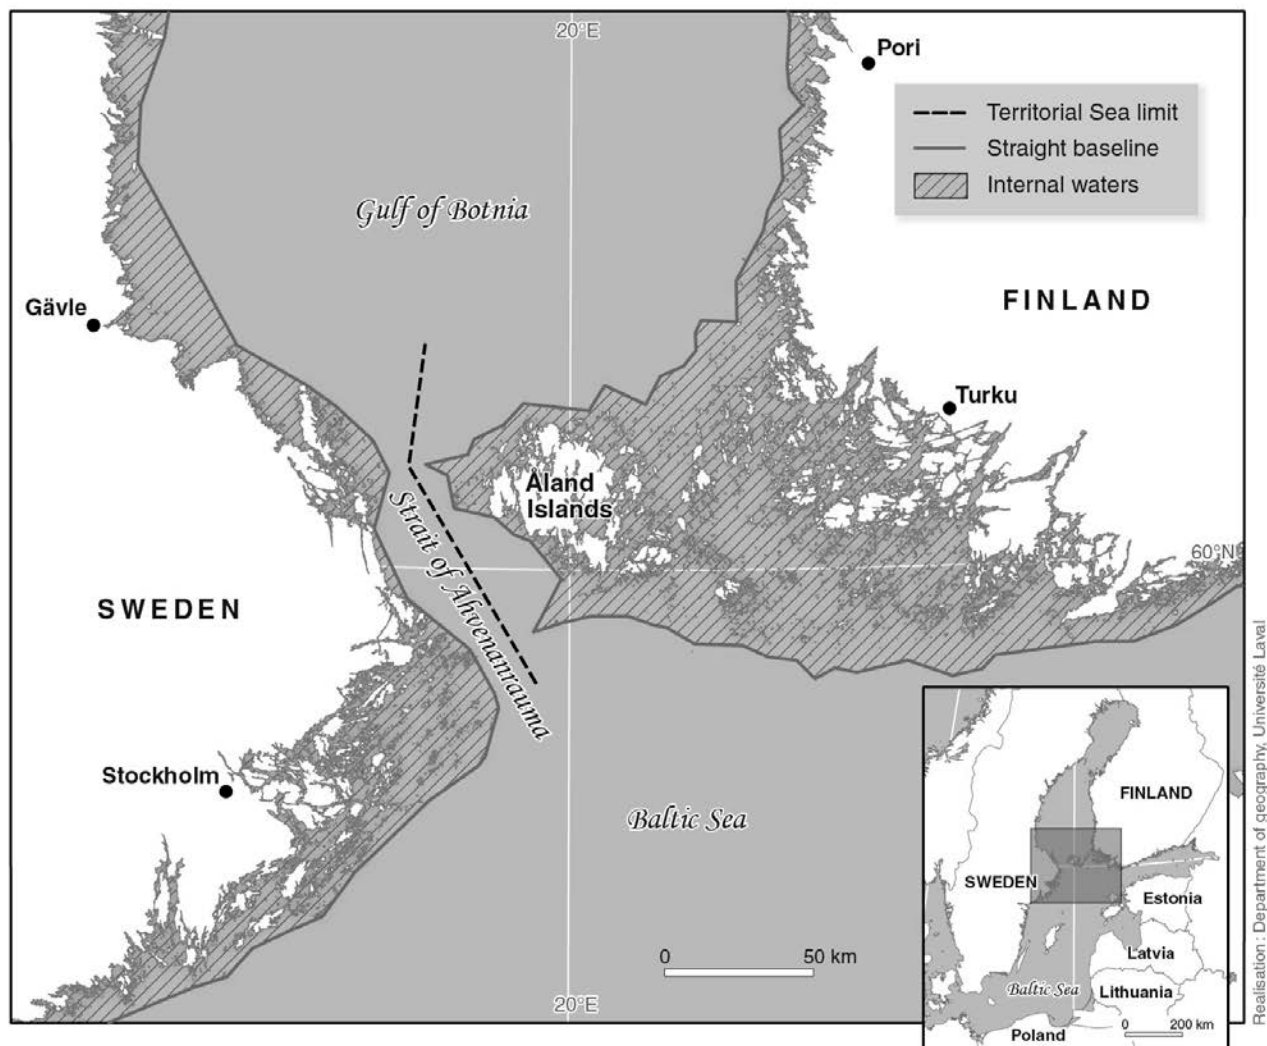 20°E
Pori
Territorial Sea limit
Straight baseline
Internal waters
Gulf of Botnia
Gävle
FINLAND
Turku
Åland
Islands
Strait of Ahvenanrauma
60°N
SWEDEN
Stockholm
Baltic Sea
0 50 km
20°E
FINLAND
SWEDEN
Estonia
Latvia
Baltic Sea
Lithuania
Poland
0 200 km
Realisation : Department of geography, Université Laval